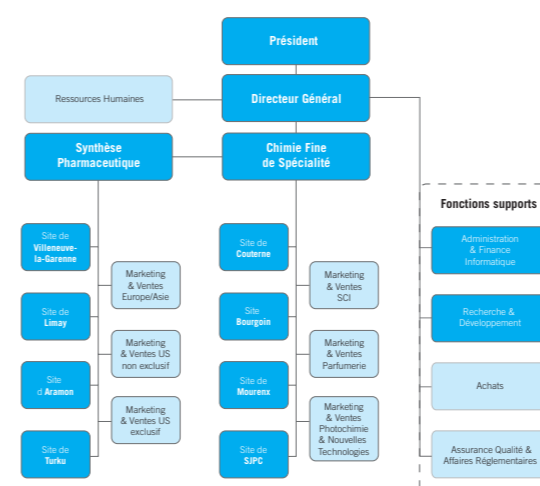 Président
Ressources Humaines
Directeur Général
Synthèse
Pharmaceutique
Chimie Fine
de Spécialité
Fonctions supports
Site de
Villeneuve-
la-Garenne
Marketing
& Ventes
Europe/Asie
Site de
Limay
Marketing
& Ventes US
non exclusif
Site
d Aramon
Marketing
& Ventes US
exclusif
Site de
Turku
Site de
Couterne
Marketing
& Ventes
SCI
Site
Bourgoin
Marketing
& Ventes
Parfumerie
Site de
Mourenx
Marketing
& Ventes
Photochimie
& Nouvelles
Technologies
Site de
SJPC
Administration
& Finance
Informatique
Recherche &
Développement
Achats
Assurance Qualité &
Affaires Réglementaires